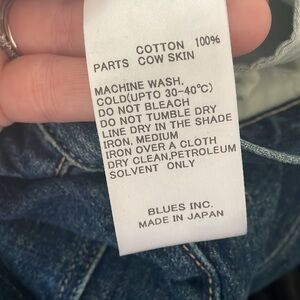 COTTON 100%
PARTS COW SKIN
MACHINE WASH,
COLD(UPTO 30-40°C)
DO NOT BLEACH
DO NOT TUMBLE DRY
LINE DRY IN THE SHADE
IRON, MEDIUM
IRON OVER A CLOTH
DRY CLEAN,PETROLEUM
SOLVENT ONLY
BLUES INC.
MADE IN JAPAN